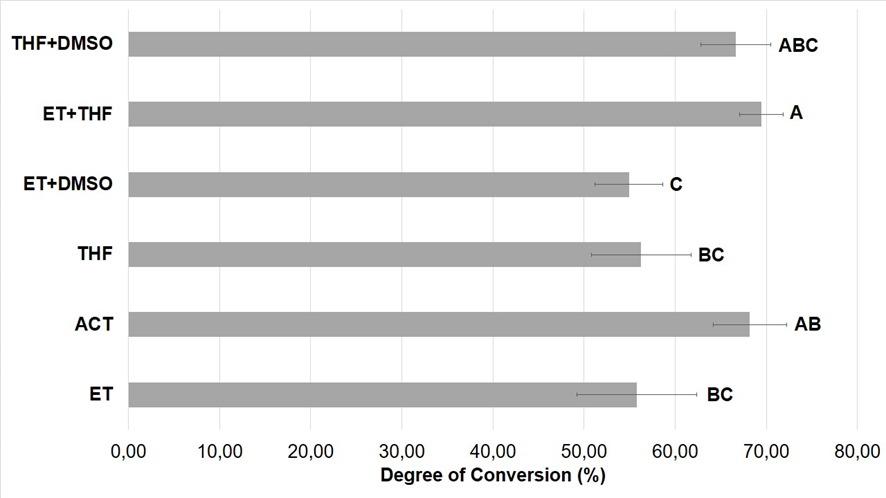 THF+DMSO ABC
ET+THF A
ET+DMSO C
THF BC
ACT AB
ET BC
0,00 10,00 20,00 30,00 40,00 50,00 60,00 70,00 80,00
Degree of Conversion (%)